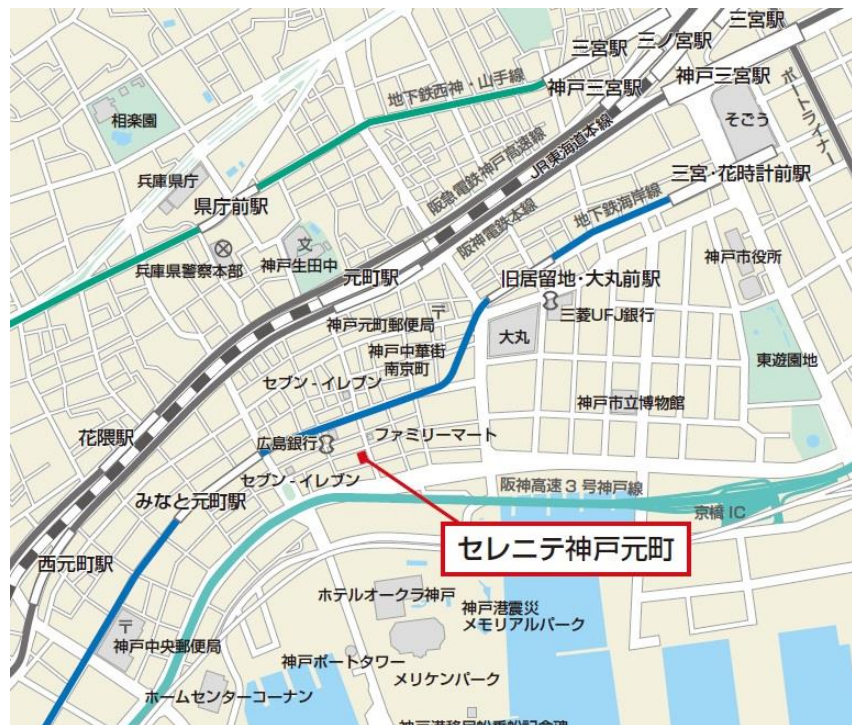 三宮駅
三宮駅
三ノ宮駅
神戸三宮駅
神戸三宮駅
地下鉄西神・山手線
ポートライナー
そごう
相楽園
兵庫県庁
阪急電鉄神戸高速線
JR東海道本線
三宮・花時計前駅
県庁前駅
阪神電鉄本線
地下鉄海岸線
文
兵庫県警察本部
神戸生田中
元町駅
旧居留地・大丸前駅
神戸市役所
神戸元町郵便局
三菱UFJ銀行
大丸
神戸中華街
南京町
東遊園地
セブン-イレブン
神戸市立博物館
花隈駅
広島銀行
ファミリーマート
セブン-イレブン
みなと元町駅
阪神高速3号神戸線
京橋IC
セレニテ神戸元町
西元町駅
ホテルオークラ神戸
神戸港震災
メモリアルパーク
神戸中央郵便局
神戸ポートタワー
メリケンパーク
ホームセンターコーナン